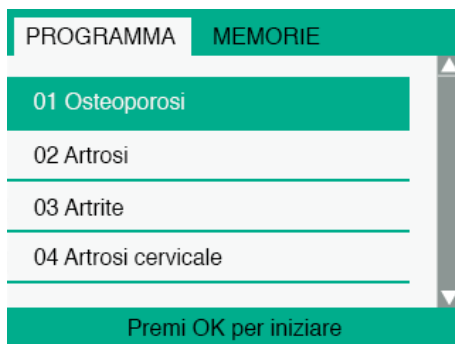 PROGRAMMA MEMORIE
01 Osteoporosi
02 Artrosi
03 Artrite
04 Artrosi cervicale
Premi OK per iniziare